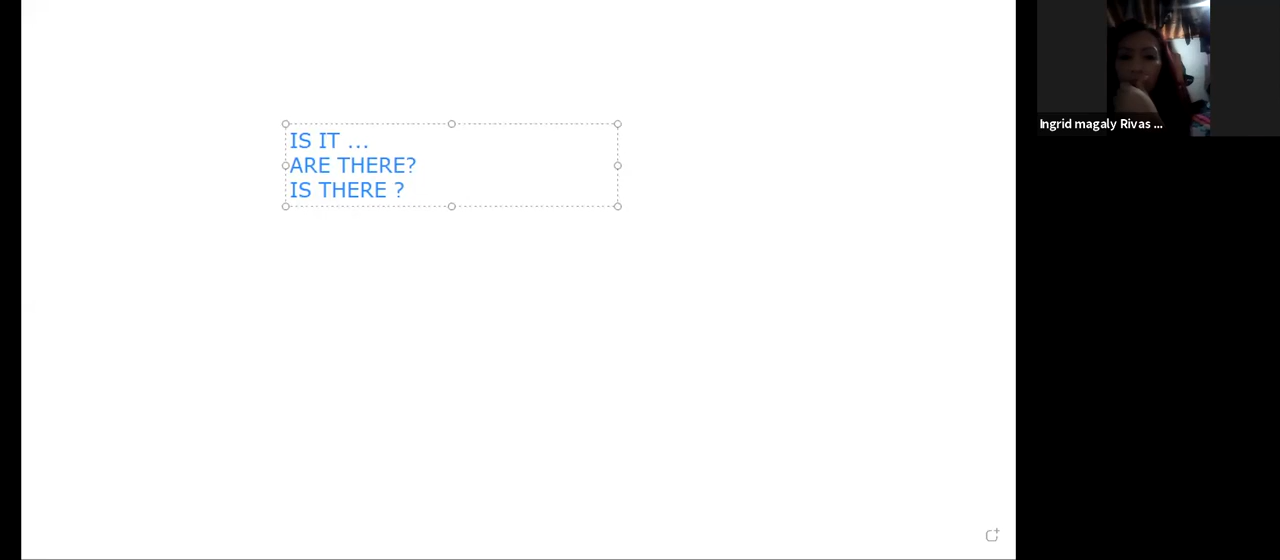 IS IT ...
ARE THERE?
IS THERE ?
Ingrid magaly Rivas ...